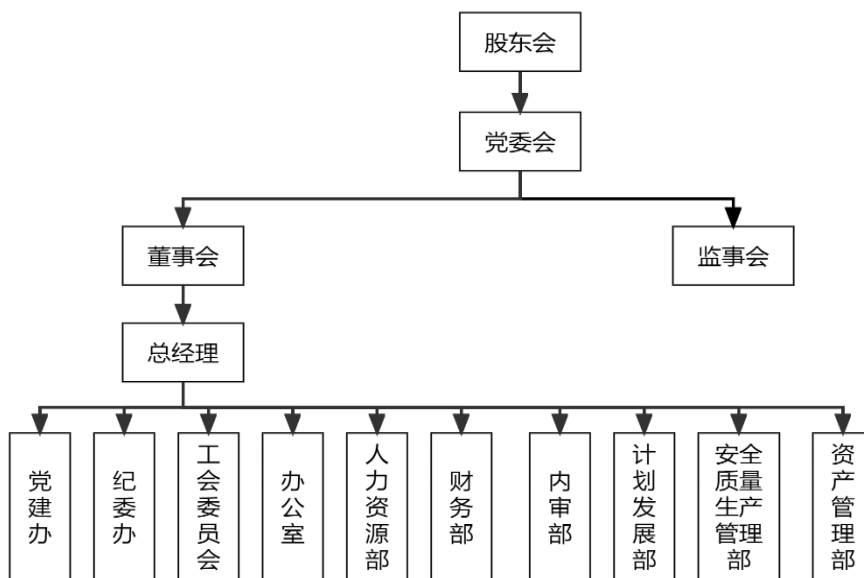 股东会
党委会
董事会
监事会
总经理
党建办
纪委办
工会委员会
办公室
人力资源部
财务部
内审部
计划发展部
安全质量生产管理部
资产管理部